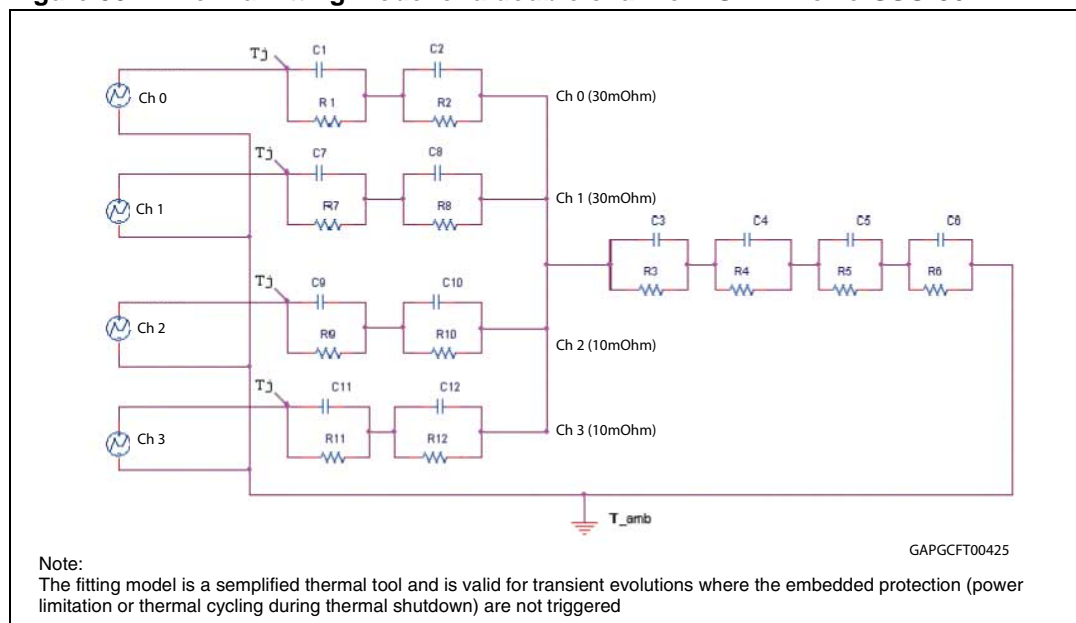 Tj
C1
C2
Ch 0
R1
R2
Ch 0 (30mOhm)
Tj
C7
C8
Ch 1
R7
R8
Ch 1 (30mOhm)
C3
C4
C5
C6
R3
R4
R5
R6
Tj
C9
C10
Ch 2
R9
R10
Ch 2 (10mOhm)
Tj
C11
C12
Ch 3
R11
R12
Ch 3 (10mOhm)
T_amb
GAPGCFT00425
Note:
The fitting model is a semplified thermal tool and is valid for transient evolutions where the embedded protection (power
limitation or thermal cycling during thermal shutdown) are not triggered